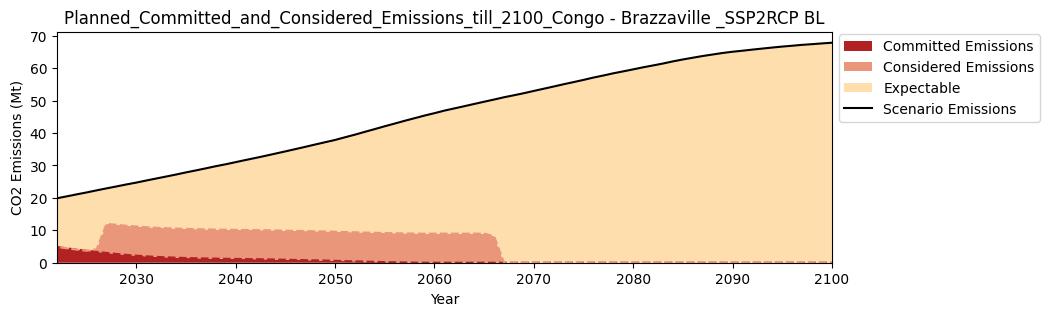 Planned_Committed_and_Considered_Emissions_till_2100_Congo - Brazzaville _SSP2RCP BL
70
60
50
40
30
20
10
0
CO2 Emissions (Mt)
2030 2040 2050 2060 2070 2080 2090 2100
Year
Committed Emissions
Considered Emissions
Expectable
Scenario Emissions